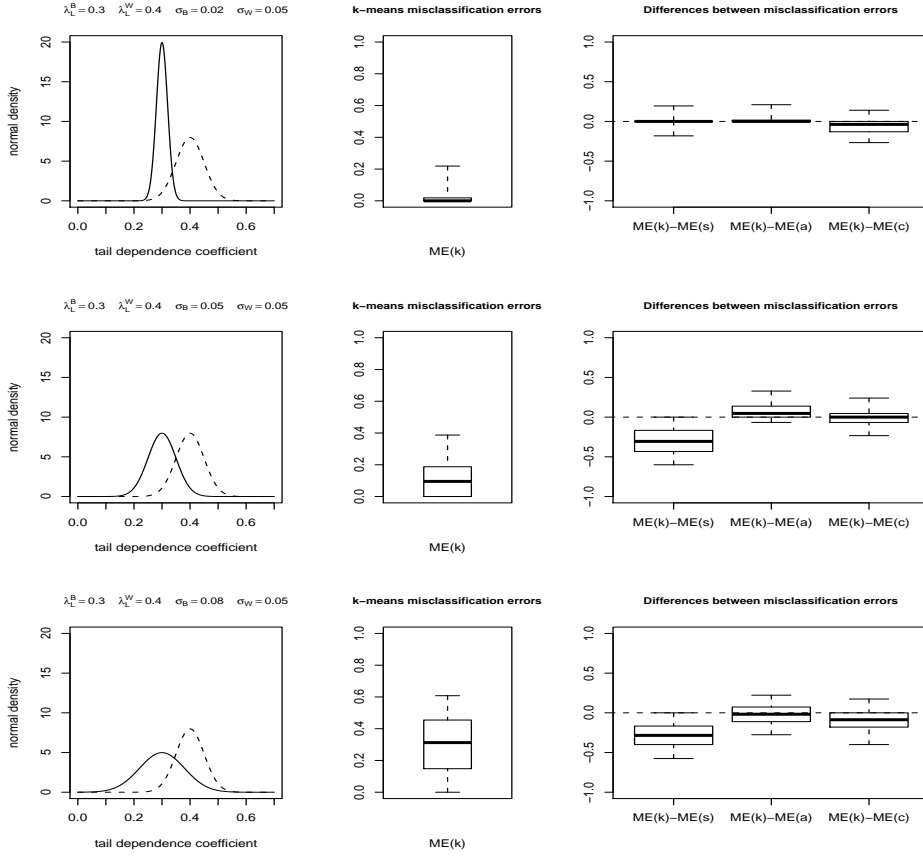 λ_L^B = 0.3 λ_L^W = 0.4 σ_B = 0.02 σ_W = 0.05
k−means misclassification errors
Differences between misclassification errors
normal density
0 5 10 15 20
0.0 0.2 0.4 0.6
tail dependence coefficient
0.0 0.2 0.4 0.6 0.8 1.0
ME(k)
−1.0 −0.5 0.0 0.5 1.0
ME(k)−ME(s) ME(k)−ME(a) ME(k)−ME(c)
λ_L^B = 0.3 λ_L^W = 0.4 σ_B = 0.05 σ_W = 0.05
k−means misclassification errors
Differences between misclassification errors
normal density
0 5 10 15 20
0.0 0.2 0.4 0.6
tail dependence coefficient
0.0 0.2 0.4 0.6 0.8 1.0
ME(k)
−1.0 −0.5 0.0 0.5 1.0
ME(k)−ME(s) ME(k)−ME(a) ME(k)−ME(c)
λ_L^B = 0.3 λ_L^W = 0.4 σ_B = 0.08 σ_W = 0.05
k−means misclassification errors
Differences between misclassification errors
normal density
0 5 10 15 20
0.0 0.2 0.4 0.6
tail dependence coefficient
0.0 0.2 0.4 0.6 0.8 1.0
ME(k)
−1.0 −0.5 0.0 0.5 1.0
ME(k)−ME(s) ME(k)−ME(a) ME(k)−ME(c)